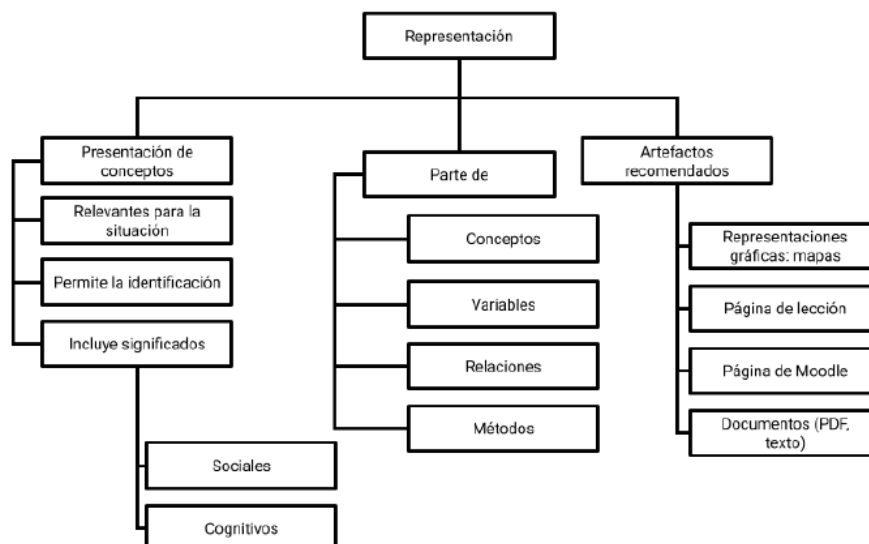 Representación
Presentación de
conceptos
Relevantes para la
situación
Permite la identificación
Incluye significados
Sociales
Cognitivos
Parte de
Conceptos
Variables
Relaciones
Métodos
Artefactos
recomendados
Representaciones
gráficas: mapas
Página de lección
Página de Moodle
Documentos (PDF,
texto)